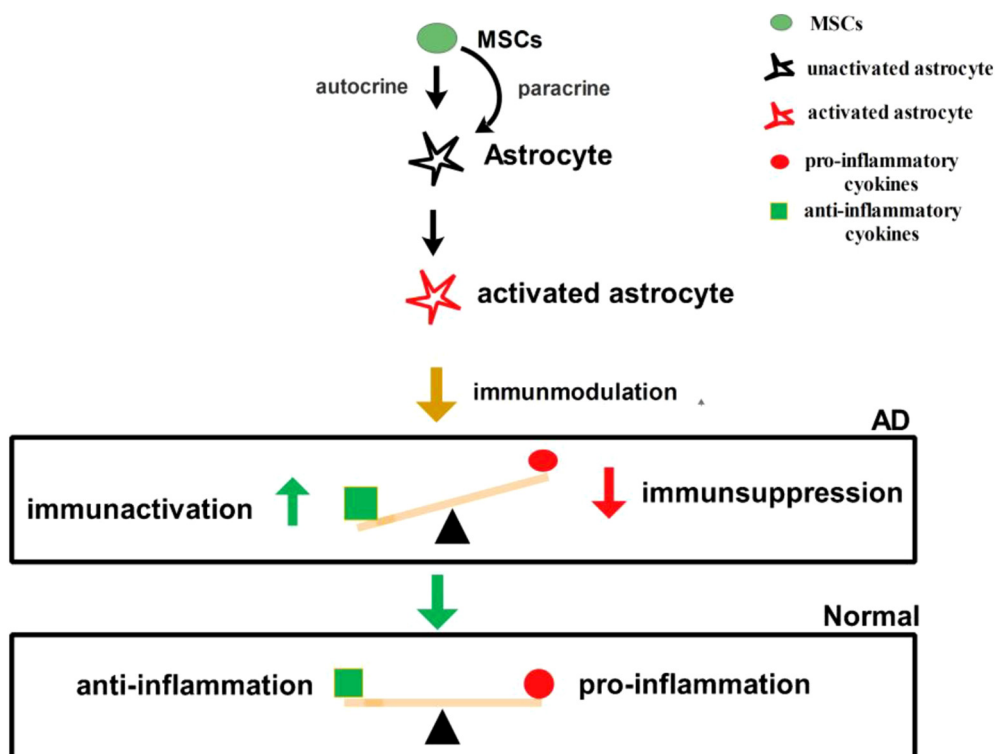 MSCs
autocrine
paracrine
Astrocyte
activated astrocyte
immunmodulation
MSCs
unactivated astrocyte
activated astrocyte
pro-inflammatory
cyokines
anti-inflammatory
cyokines
AD
immunactivation
immunsuppression
Normal
anti-inflammation
pro-inflammation